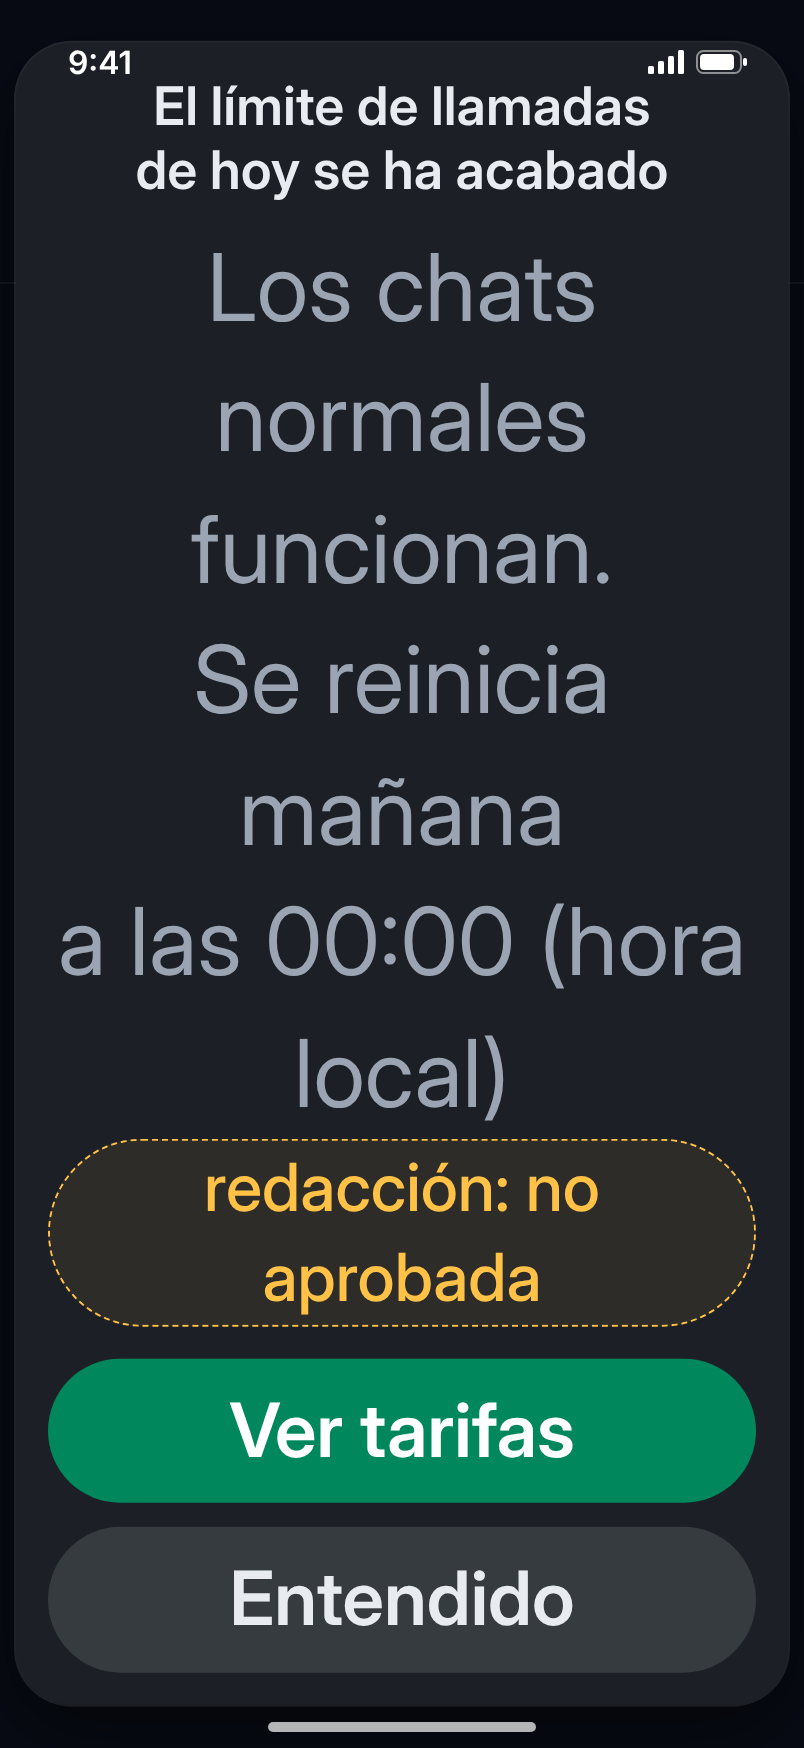 9:41
El límite de llamadas
de hoy se ha acabado
Los chats
normales
funcionan.
Se reinicia
mañana
a las 00:00 (hora
local)
redacción: no
aprobada
Ver tarifas
Entendido